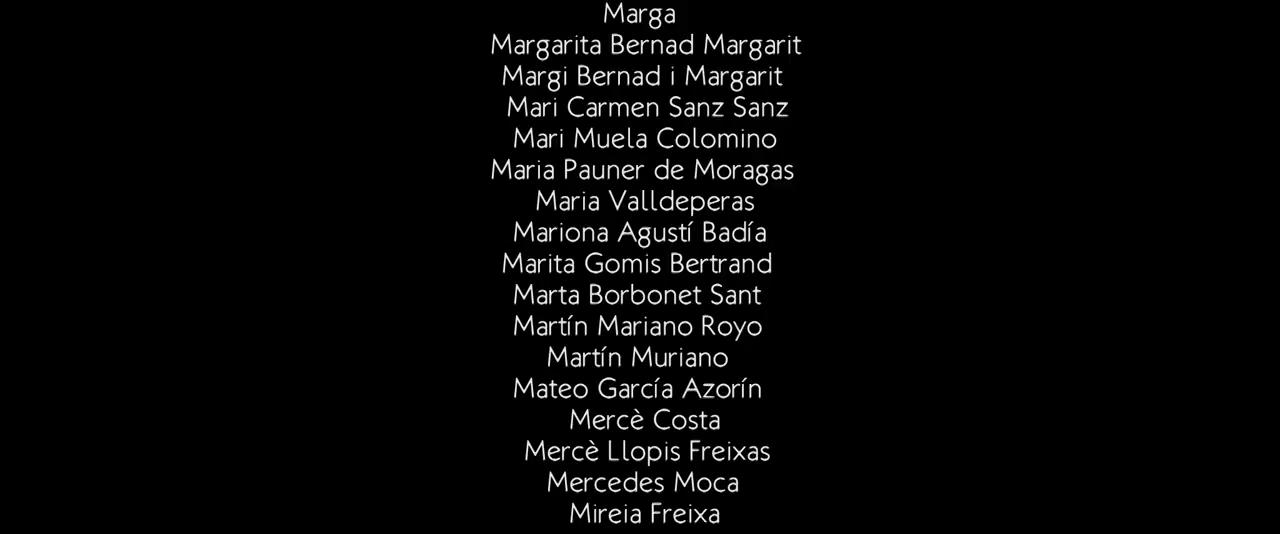 Marga
Margarita Bernad Margarit
Margi Bernad i Margarit
Mari Carmen Sanz Sanz
Mari Muela Colomino
Maria Pauner de Moragas
Maria Valldeperas
Mariona Agustí Badía
Marita Gomis Bertrand
Marta Borbonet Sant
Martín Mariano Royo
Martín Muriano
Mateo García Azorín
Mercè Costa
Mercè Llopis Freixas
Mercedes Moca
Mireia Freixa